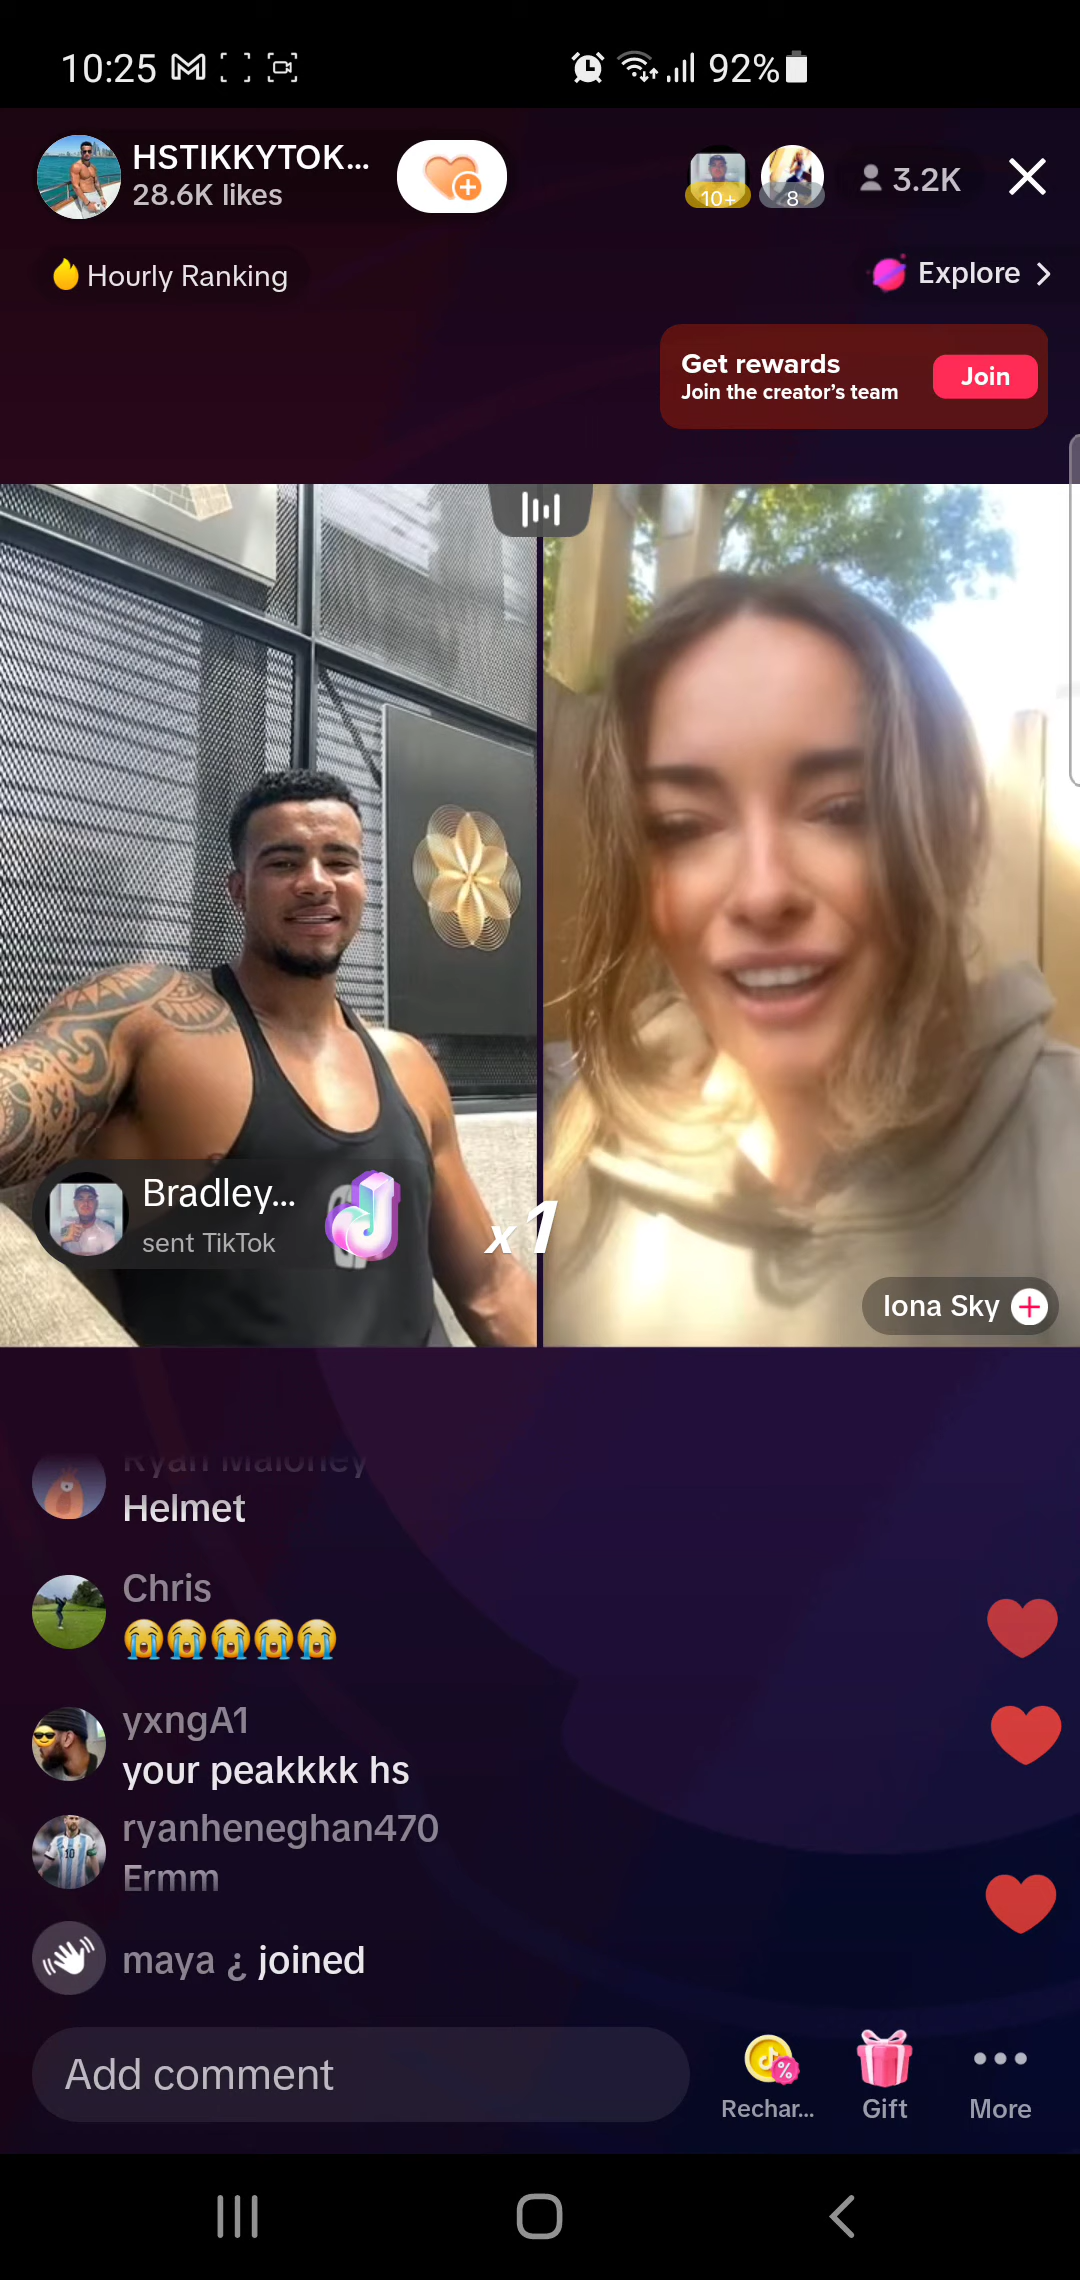 10:25
92%
HSTIKKYTOK...
28.6K likes
10+
8
3.2K
Hourly Ranking
Explore
Get rewards
Join the creator's team
Join
Bradley...
sent TikTok
x1
Iona Sky
Ryan Maloney
Helmet
Chris
😭😭😭😭😭
yxngA1
your peakkkk hs
ryanheneghan470
Ermm
maya ¿ joined
Add comment
Rechar...
Gift
More